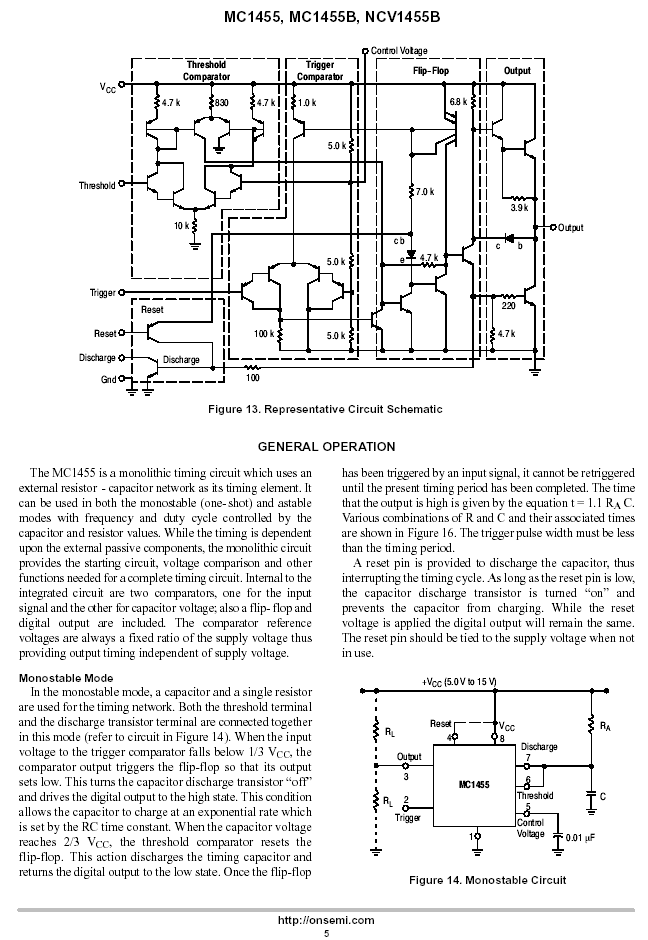 MC1455, MC1455B, NCV1455B
Control Voltage
Threshold
Comparator
Trigger
Comparator
Flip-Flop
Output
VCC
4.7 k
830
4.7 k
1.0 k
6.8 k
5.0 k
Threshold
7.0 k
3.9 k
10 k
Output
c b
c
b
e
4.7 k
5.0 k
Trigger
Reset
220
Reset
100 k
5.0 k
4.7 k
Discharge
Discharge
Gnd
100
Figure 13. Representative Circuit Schematic
GENERAL OPERATION
The MC1455 is a monolithic timing circuit which uses an
external resistor - capacitor network as its timing element. It
can be used in both the monostable (one-shot) and astable
modes with frequency and duty cycle controlled by the
capacitor and resistor values. While the timing is dependent
upon the external passive components, the monolithic circuit
provides the starting circuit, voltage comparison and other
functions needed for a complete timing circuit. Internal to the
integrated circuit are two comparators, one for the input
signal and the other for capacitor voltage; also a flip-flop and
digital output are included. The comparator reference
voltages are always a fixed ratio of the supply voltage thus
providing output timing independent of supply voltage.
Monostable Mode
In the monostable mode, a capacitor and a single resistor
are used for the timing network. Both the threshold terminal
and the discharge transistor terminal are connected together
in this mode (refer to circuit in Figure 14). When the input
voltage to the trigger comparator falls below 1/3 VCC, the
comparator output triggers the flip-flop so that its output
sets low. This turns the capacitor discharge transistor “off”
and drives the digital output to the high state. This condition
allows the capacitor to charge at an exponential rate which
is set by the RC time constant. When the capacitor voltage
reaches 2/3 VCC, the threshold comparator resets the
flip-flop. This action discharges the timing capacitor and
returns the digital output to the low state. Once the flip-flop
has been triggered by an input signal, it cannot be retriggered
until the present timing period has been completed. The time
that the output is high is given by the equation t = 1.1 RA C.
Various combinations of R and C and their associated times
are shown in Figure 16. The trigger pulse width must be less
than the timing period.
A reset pin is provided to discharge the capacitor, thus
interrupting the timing cycle. As long as the reset pin is low,
the capacitor discharge transistor is turned “on” and
prevents the capacitor from charging. While the reset
voltage is applied the digital output will remain the same.
The reset pin should be tied to the supply voltage when not
in use.
+VCC (5.0 V to 15 V)
Reset
VCC
RL
RA
4
8
Discharge
Output
7
3
MC1455
6
Threshold
C
RL
2
5
Trigger
Control
Voltage
1
0.01 µF
Figure 14. Monostable Circuit
http://onsemi.com
5